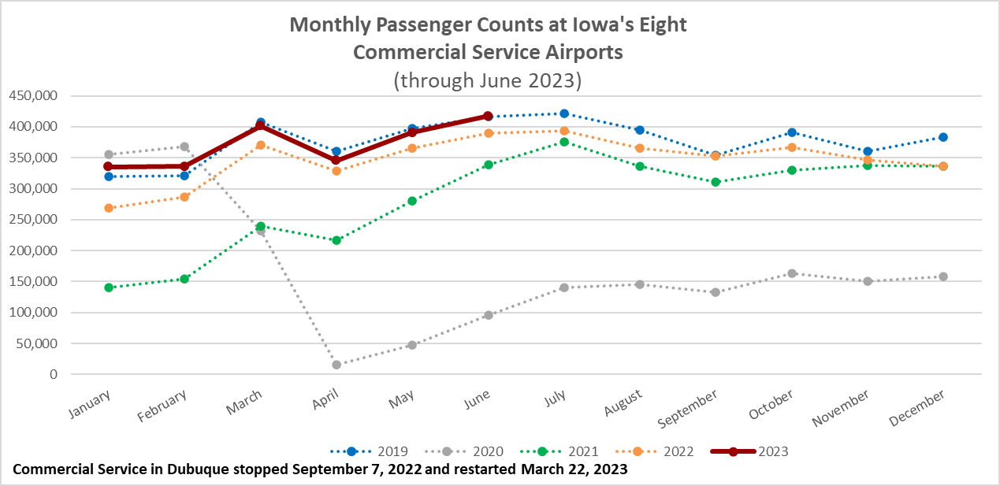 Monthly Passenger Counts at Iowa's Eight
Commercial Service Airports
(through June 2023)
450,000
400,000
350,000
300,000
250,000
200,000
150,000
100,000
50,000
0
January
February
March
April
May
June
July
August
September
October
November
December
2019 2020 2021 2022 2023
Commercial Service in Dubuque stopped September 7, 2022 and restarted March 22, 2023